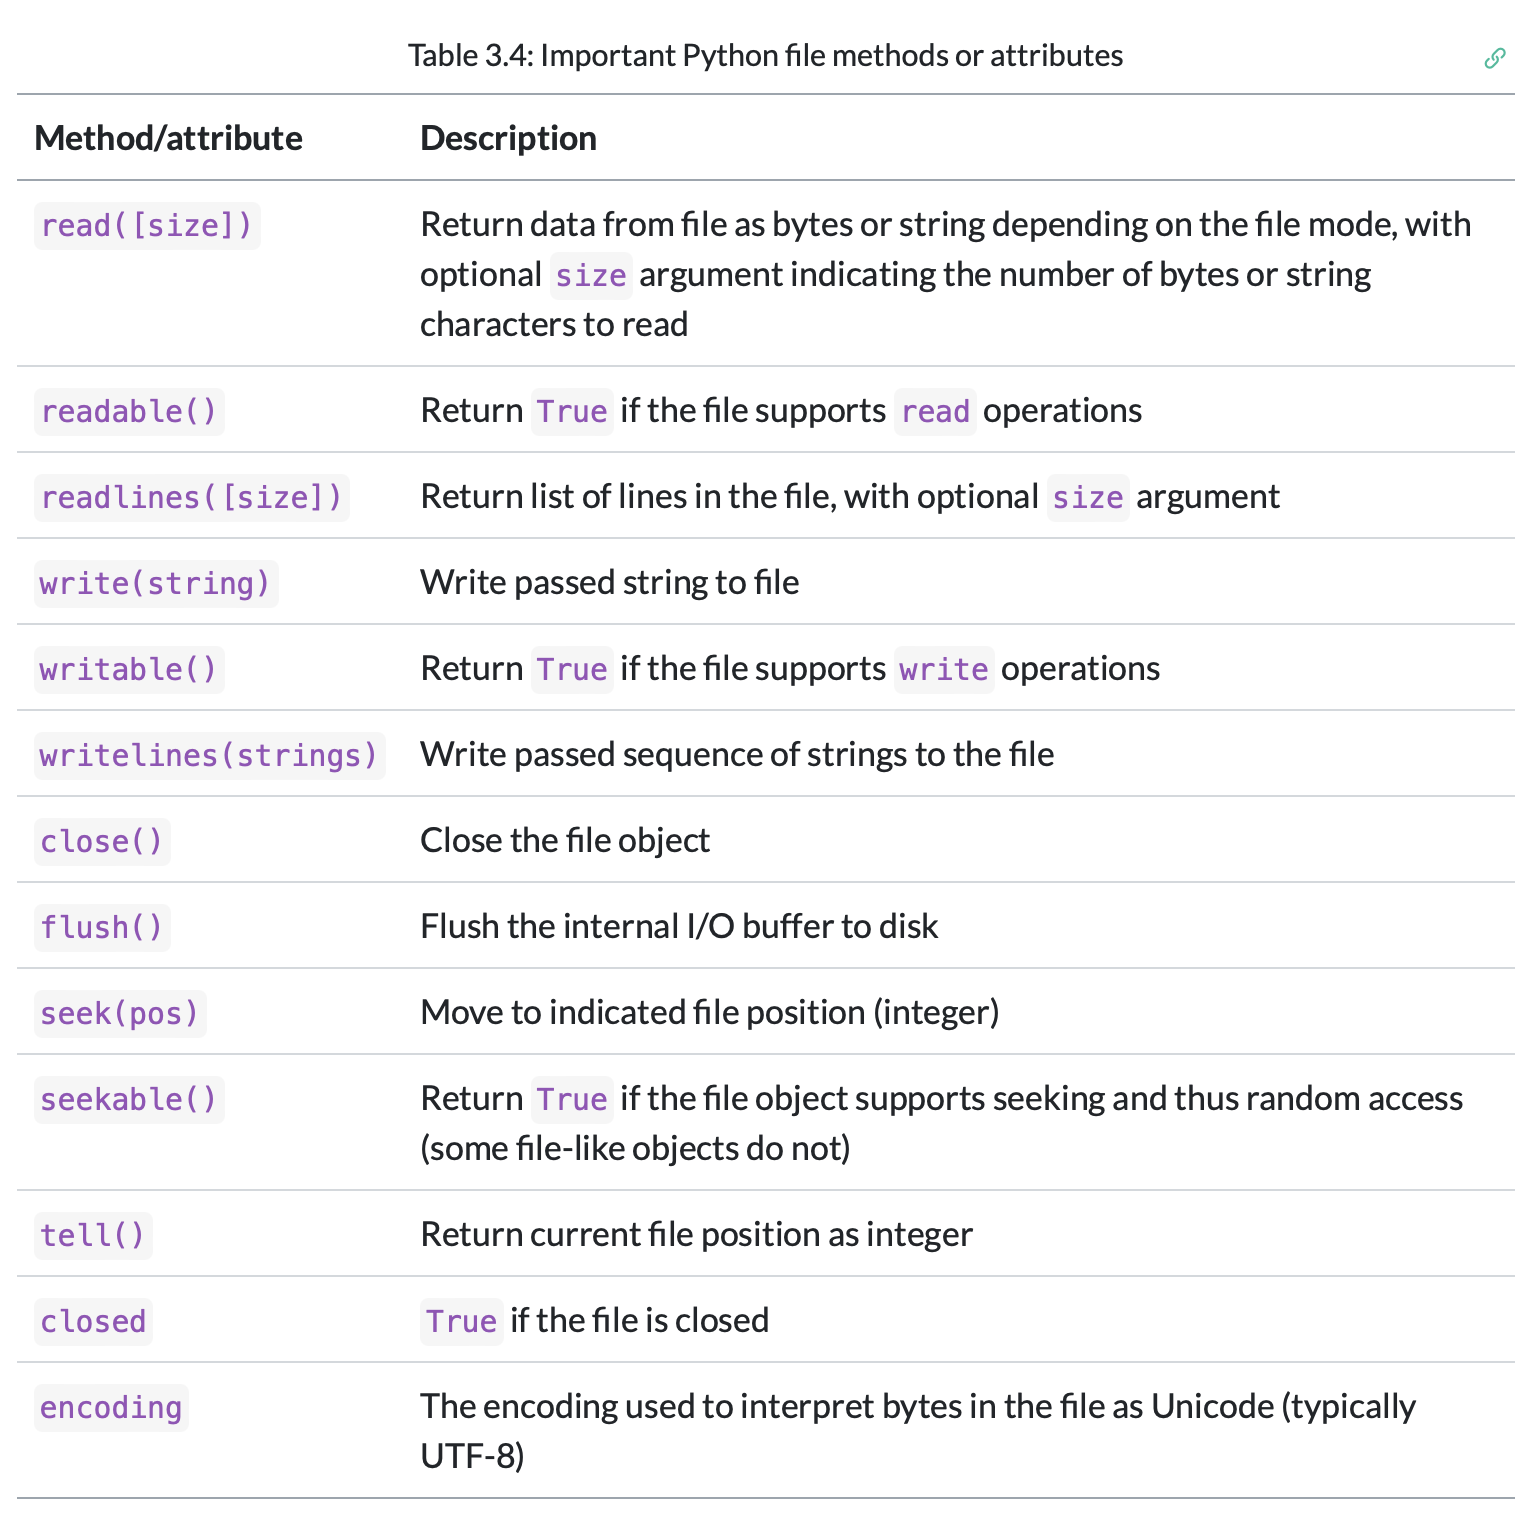 Table 3.4: Important Python file methods or attributes
Method/attribute Description
read([size]) Return data from file as bytes or string depending on the file mode, with
optional size argument indicating the number of bytes or string
characters to read
readable() Return True if the file supports read operations
readlines([size]) Return list of lines in the file, with optional size argument
write(string) Write passed string to file
writable() Return True if the file supports write operations
writelines(strings) Write passed sequence of strings to the file
close() Close the file object
flush() Flush the internal I/O buffer to disk
seek(pos) Move to indicated file position (integer)
seekable() Return True if the file object supports seeking and thus random access
(some file-like objects do not)
tell() Return current file position as integer
closed True if the file is closed
encoding The encoding used to interpret bytes in the file as Unicode (typically
UTF-8)